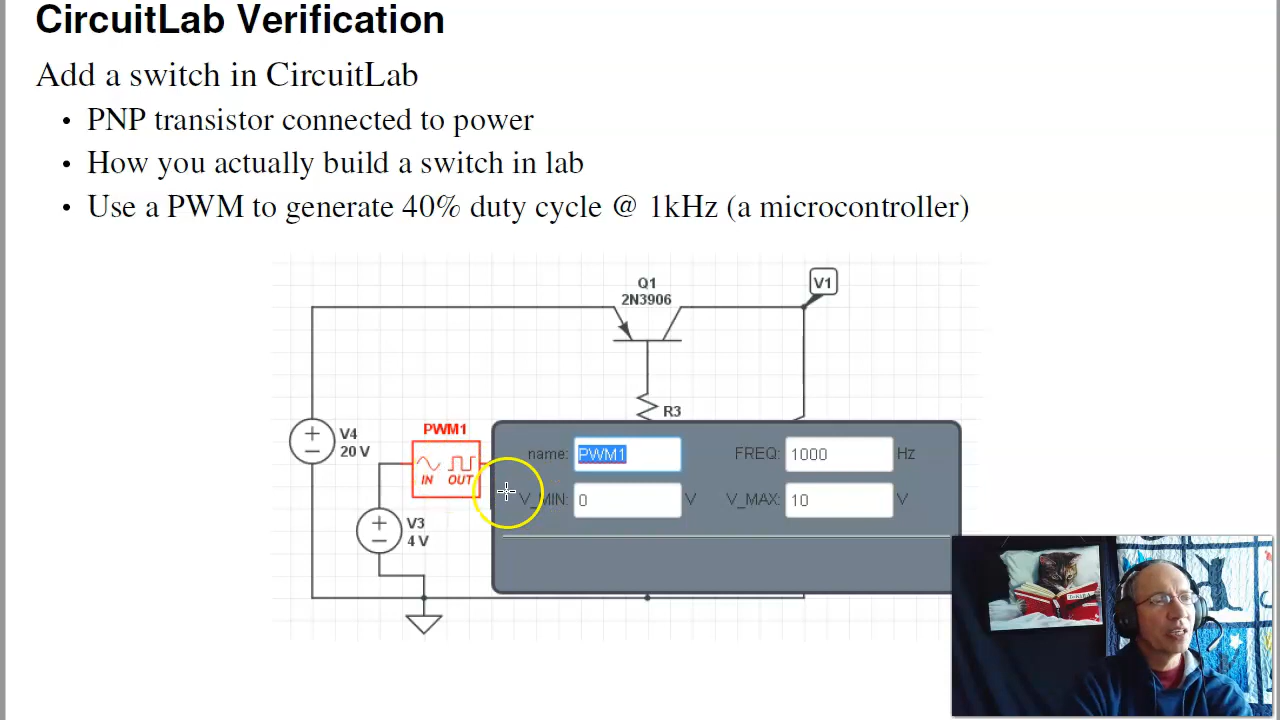 CircuitLab Verification
Add a switch in CircuitLab
• PNP transistor connected to power
• How you actually build a switch in lab
• Use a PWM to generate 40% duty cycle @ 1kHz (a microcontroller)
Q1
2N3906
V1
R3
PWM1
IN OUT
V4
20 V
V3
4 V
name: PWM1 FREQ: 1000 Hz
V_MIN: 0 V V_MAX: 10 V